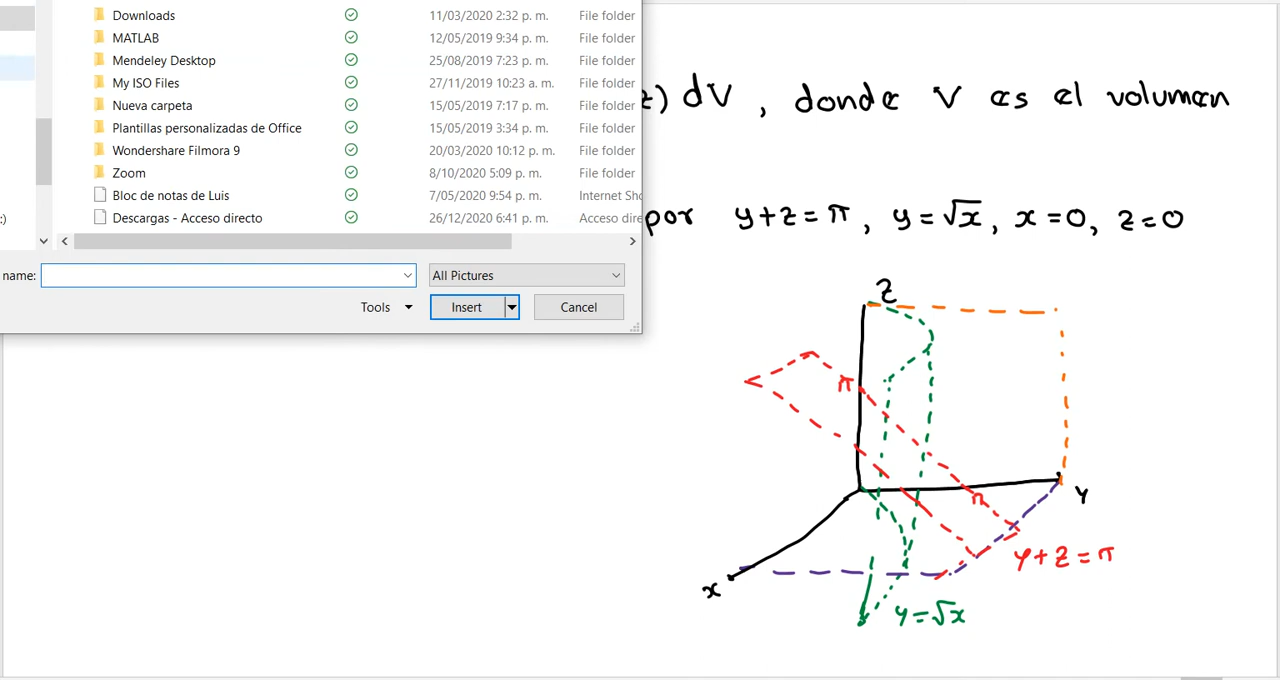 Downloads 11/03/2020 2:32 p. m. File folder
MATLAB 12/05/2019 9:34 p. m. File folder
Mendeley Desktop 25/08/2019 7:23 p. m. File folder
My ISO Files 27/11/2019 10:23 a. m. File folder
Nueva carpeta 15/05/2019 7:17 p. m. File folder
Plantillas personalizadas de Office 15/05/2019 3:34 p. m. File folder
Wondershare Filmora 9 20/03/2020 10:12 p. m. File folder
Zoom 8/10/2020 5:09 p. m. File folder
Bloc de notas de Luis 7/05/2020 9:54 p. m. Internet Sho
:) Descargas - Acceso directo 26/12/2020 6:41 p. m. Acceso dire
name: All Pictures
Tools Insert Cancel
z) dV , donde V es el volumen
por y+z=π, y=√x, x=0, z=0
z
π
π
y
y+z=π
x
y=√x